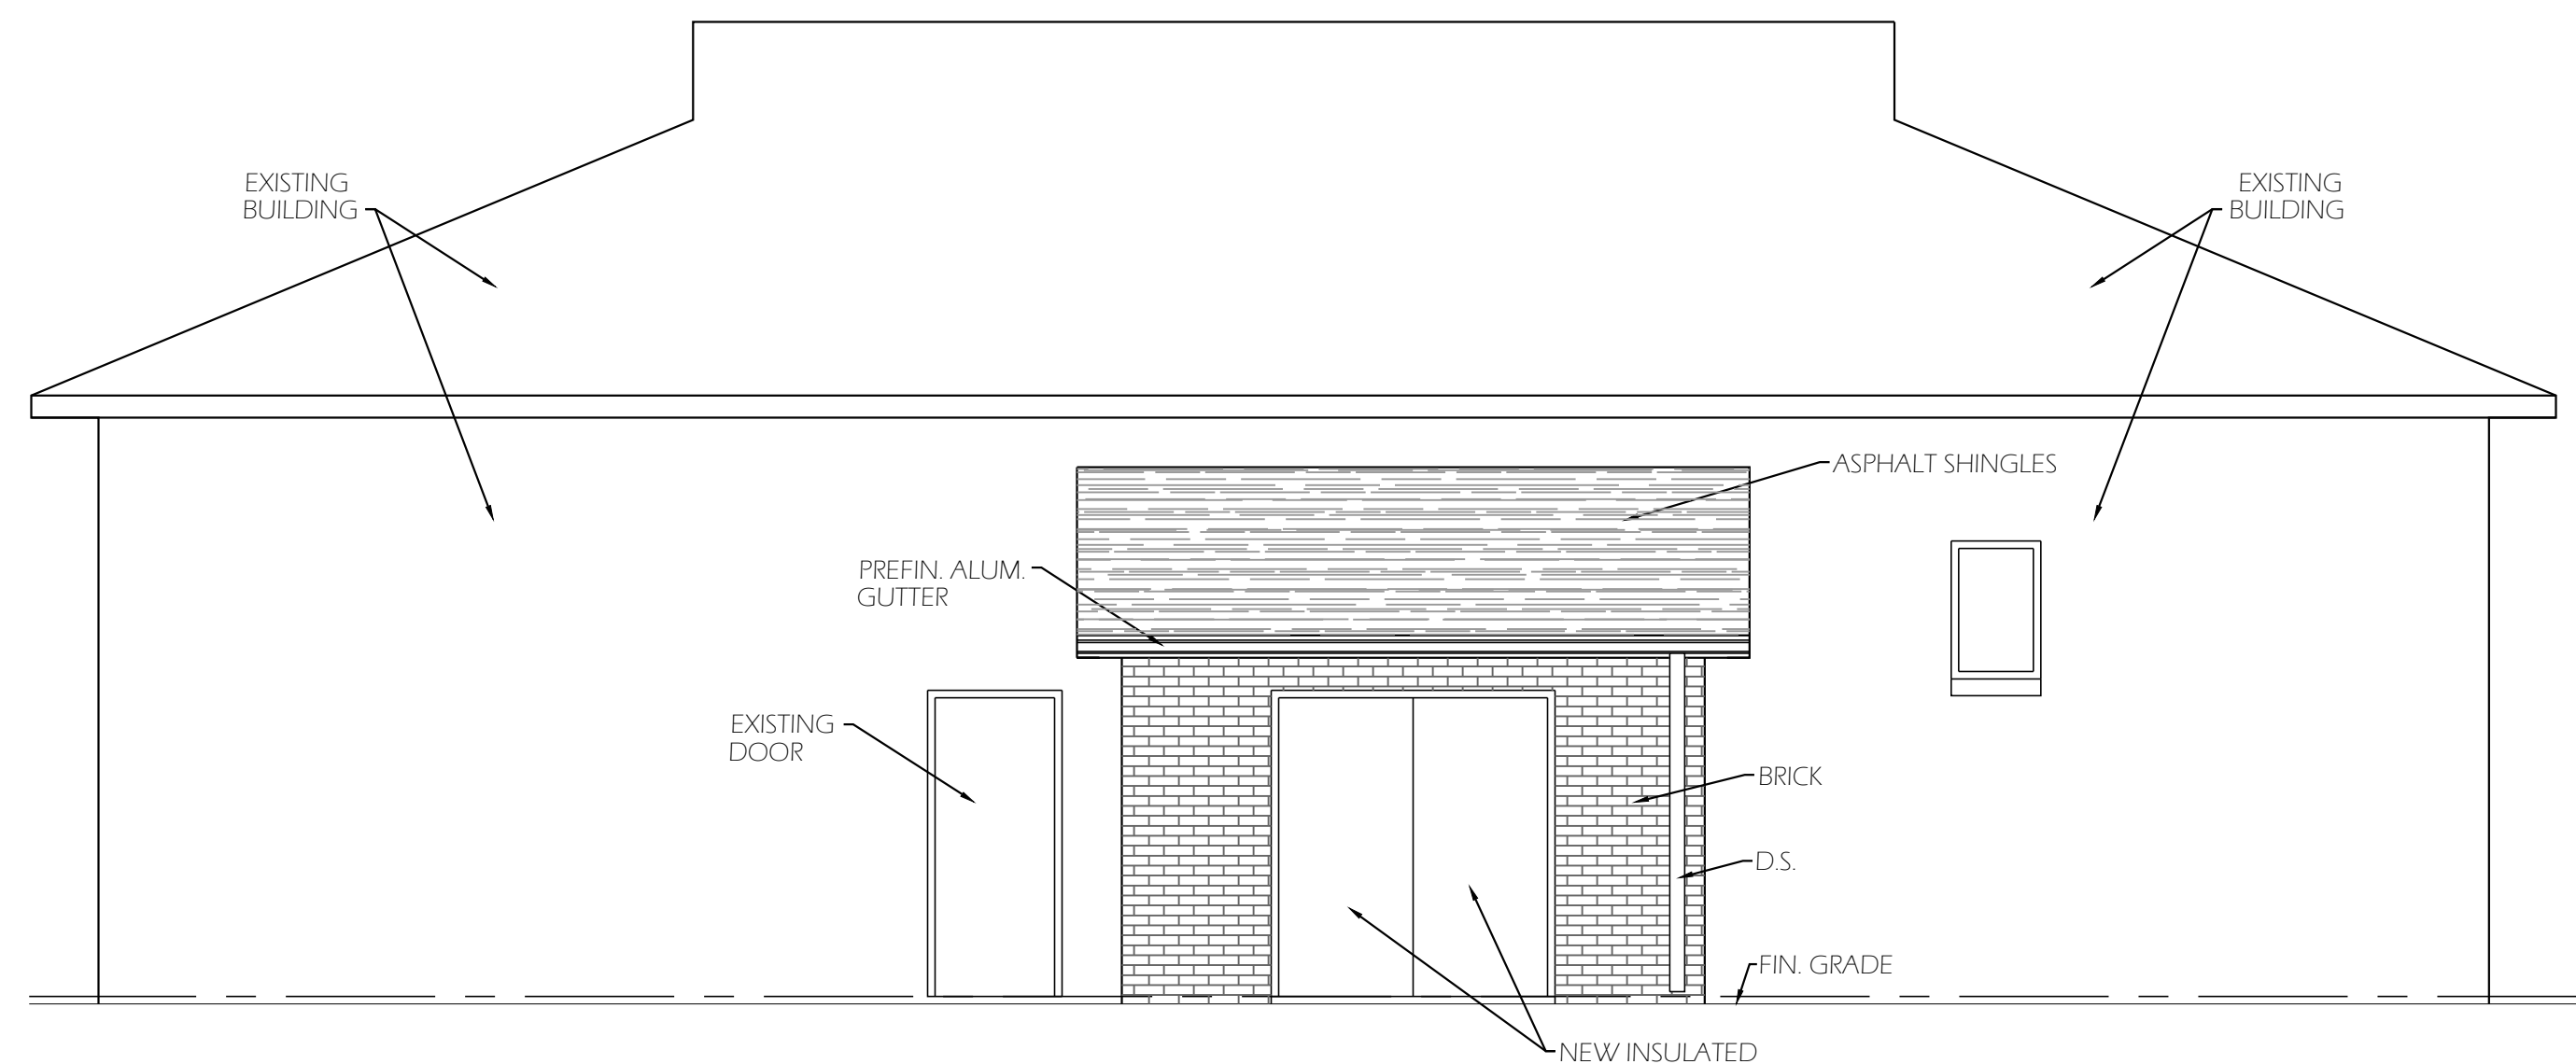 EXISTING
BUILDING
EXISTING
BUILDING
ASPHALT SHINGLES
PREFIN. ALUM.
GUTTER
EXISTING
DOOR
BRICK
D.S.
FIN. GRADE
NEW INSULATED